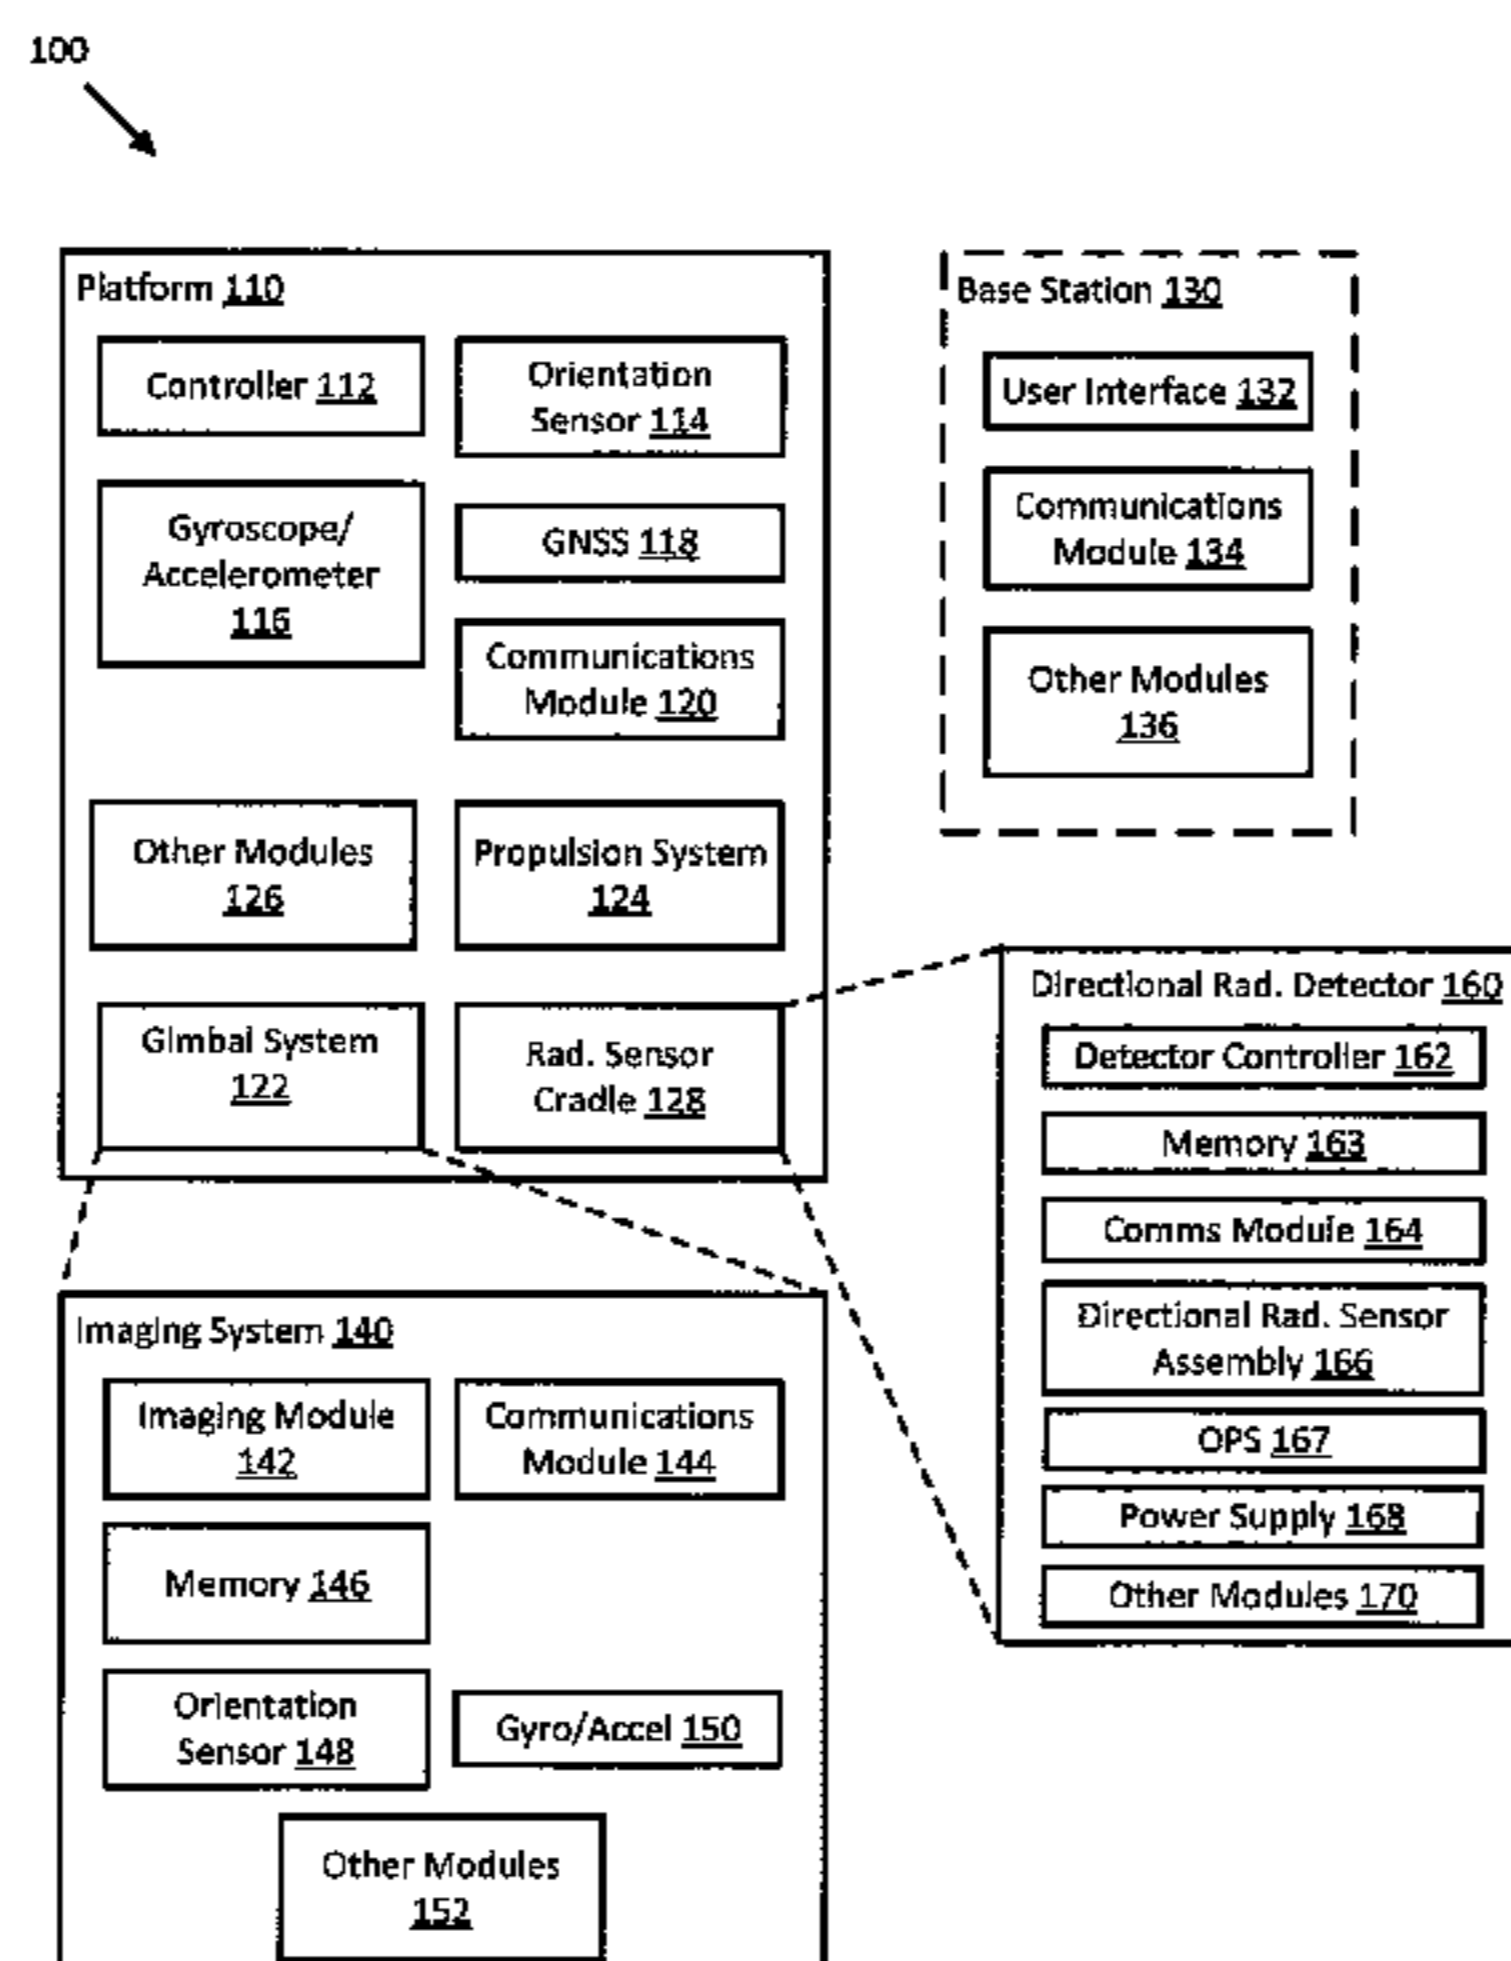 100
Platform 110
Controller 112
Orientation
Sensor 114
Gyroscope/
Accelerometer
116
GNSS 118
Communications
Module 120
Other Modules
126
Propulsion System
124
Gimbal System
122
Rad. Sensor
Cradle 128
Base Station 130
User Interface 132
Communications
Module 134
Other Modules
136
Imaging System 140
Imaging Module
142
Communications
Module 144
Memory 146
Orientation
Sensor 148
Gyro/Accel 150
Other Modules
152
Directional Rad. Detector 160
Detector Controller 162
Memory 163
Comms Module 164
Directional Rad. Sensor
Assembly 166
OPS 167
Power Supply 168
Other Modules 170